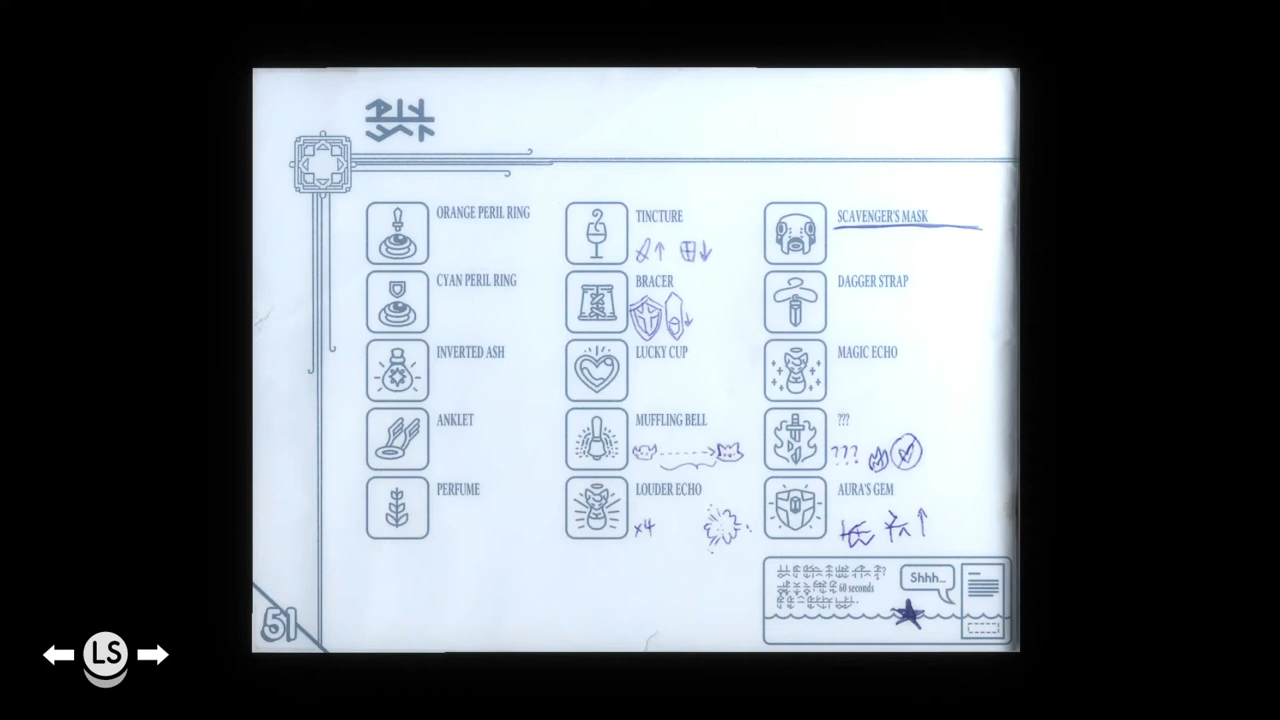 ORANGE PERIL RING
CYAN PERIL RING
INVERTED ASH
ANKLET
PERFUME
TINCTURE
BRACER
LUCKY CUP
MUFFLING BELL
LOUDER ECHO
x4
SCAVENGER'S MASK
DAGGER STRAP
MAGIC ECHO
???
???
AURA'S GEM
?
60 seconds
Shhh...
51
LS